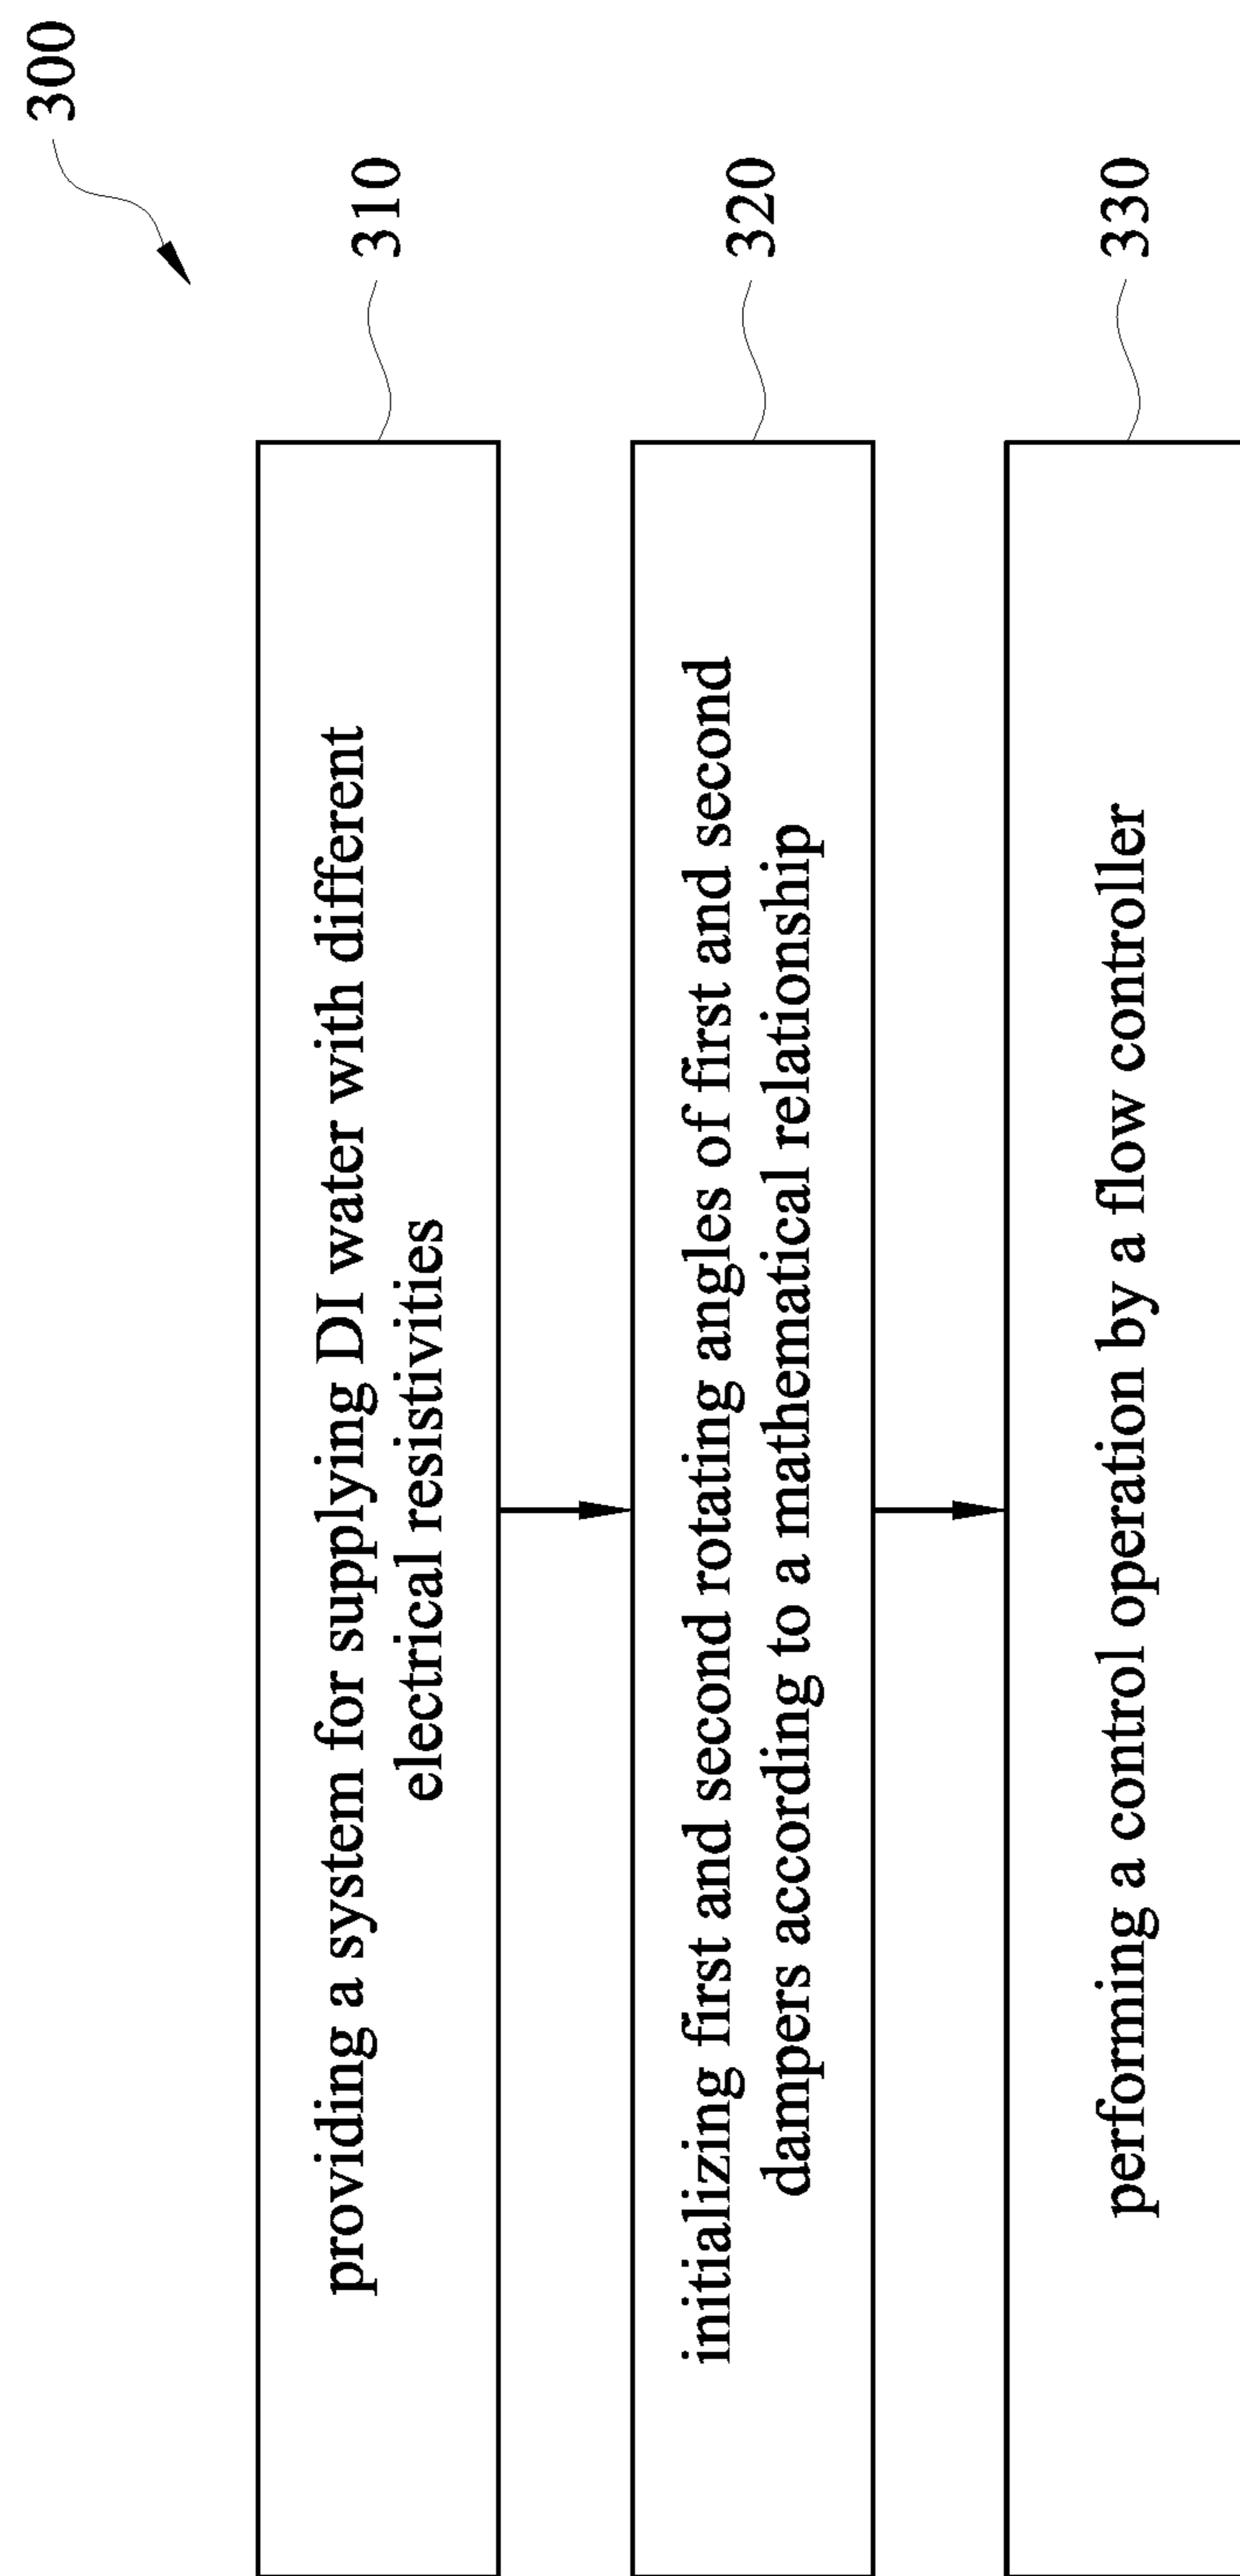 300
providing a system for supplying DI water with different
electrical resistivities
310
initializing first and second rotating angles of first and second
dampers according to a mathematical relationship
320
performing a control operation by a flow controller
330